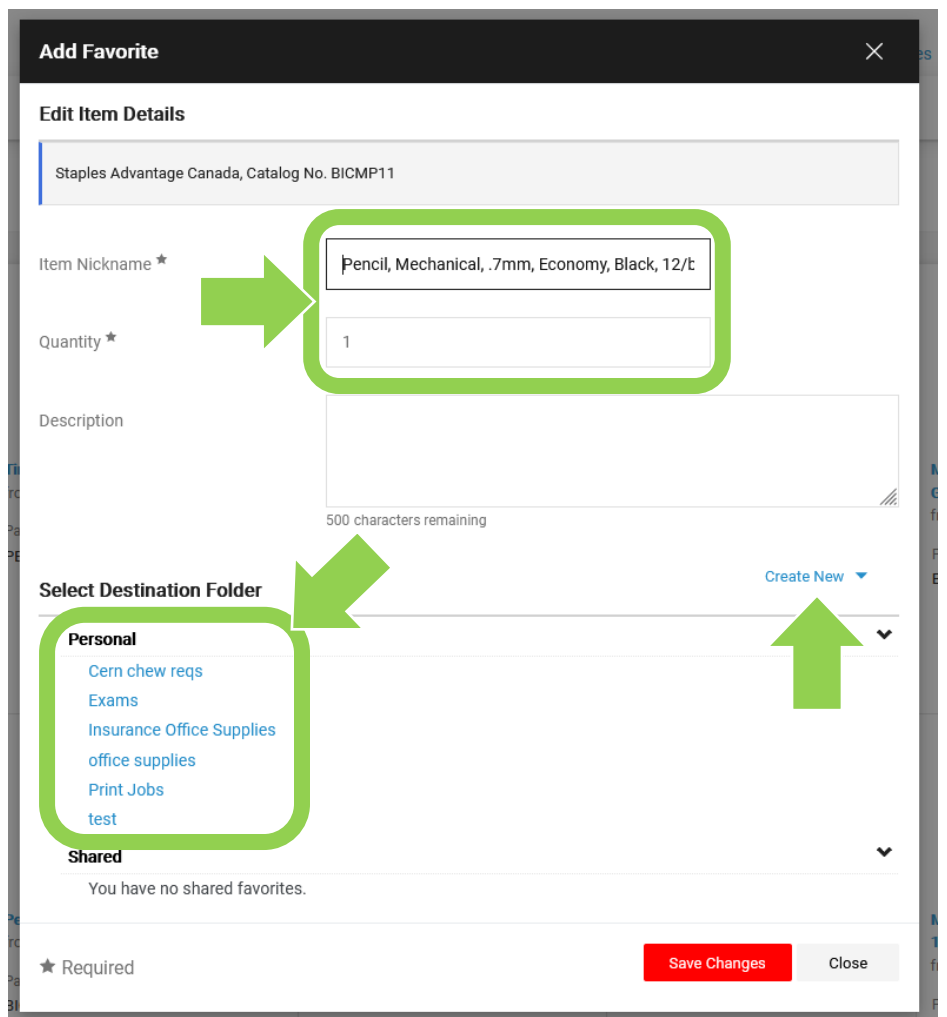 Add Favorite
Edit Item Details
Staples Advantage Canada, Catalog No. BICMP11
Item Nickname ★
Pencil, Mechanical, .7mm, Economy, Black, 12/b
Quantity ★
1
Description
500 characters remaining
Create New
Select Destination Folder
Personal
Cern chew reqs
Exams
Insurance Office Supplies
office supplies
Print Jobs
test
Shared
You have no shared favorites.
★ Required
Save Changes
Close